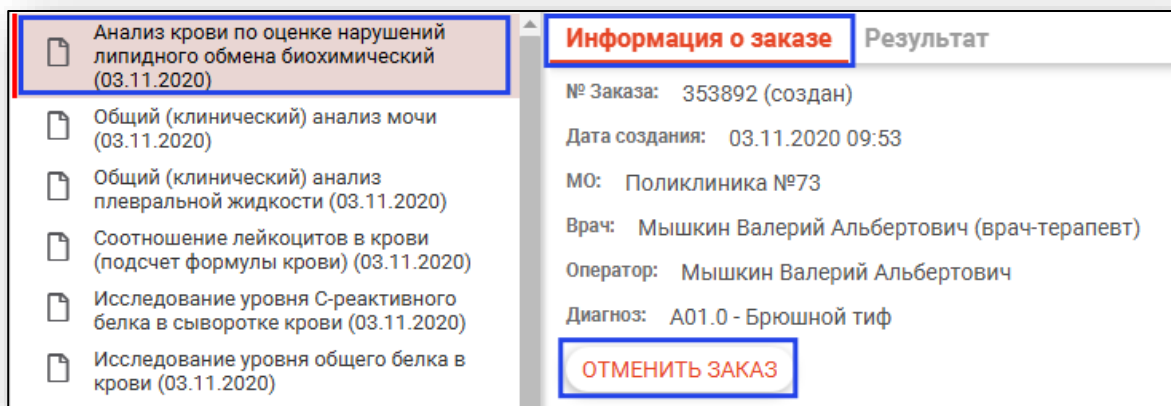 Анализ крови по оценке нарушений
липидного обмена биохимический
(03.11.2020)
Общий (клинический) анализ мочи
(03.11.2020)
Общий (клинический) анализ
плевральной жидкости (03.11.2020)
Соотношение лейкоцитов в крови
(подсчет формулы крови) (03.11.2020)
Исследование уровня С-реактивного
белка в сыворотке крови (03.11.2020)
Исследование уровня общего белка в
крови (03.11.2020)
Информация о заказе Результат
№ Заказа: 353892 (создан)
Дата создания: 03.11.2020 09:53
МО: Поликлиника №73
Врач: Мышкин Валерий Альбертович (врач-терапевт)
Оператор: Мышкин Валерий Альбертович
Диагноз: А01.0 - Брюшной тиф
ОТМЕНИТЬ ЗАКАЗ